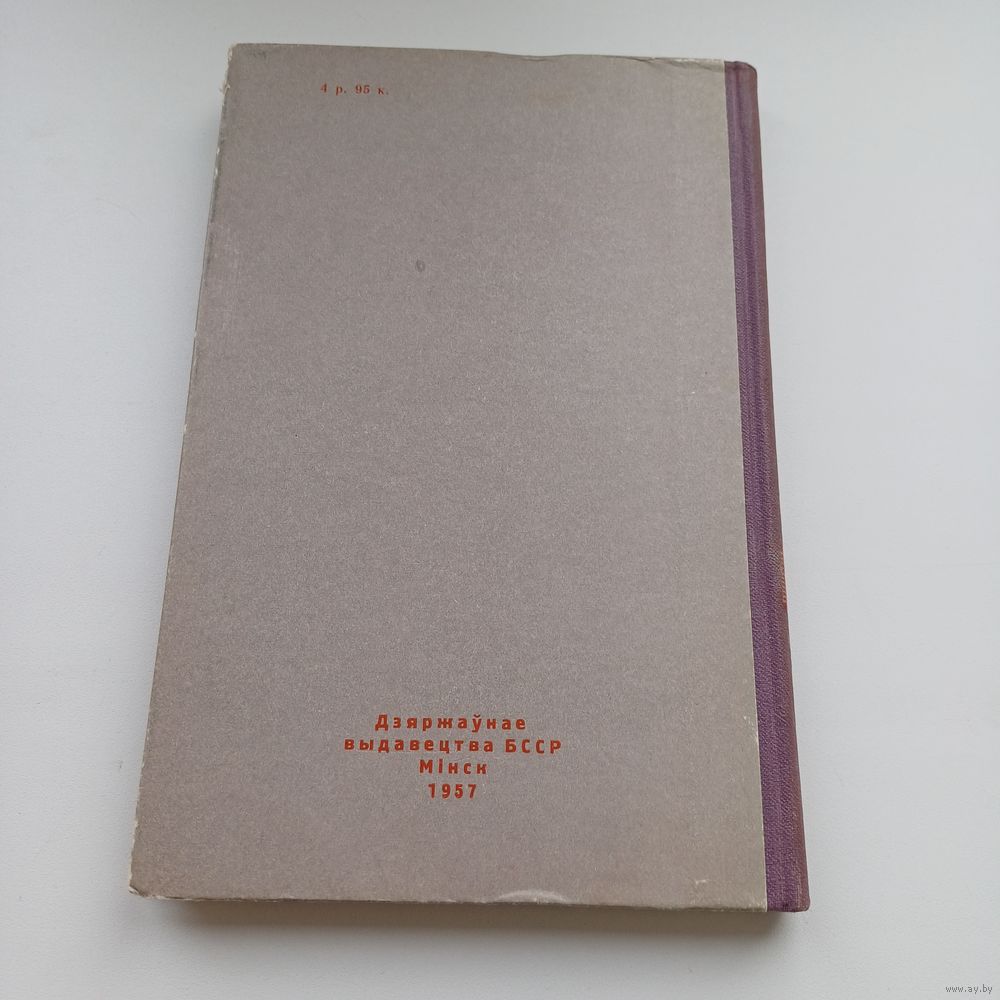 4 р. 95 к.
Дзяржаўнае
выдавецтва БССР
Мінск
1957
www.ay.by